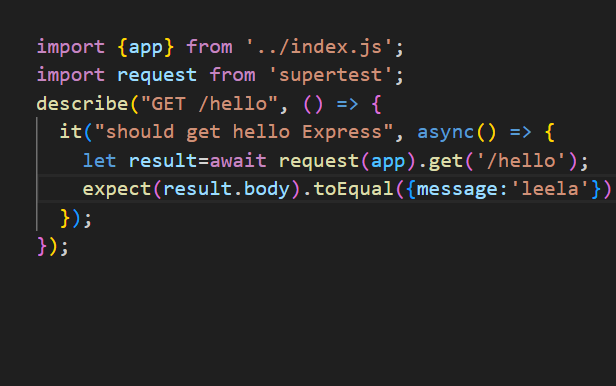 import {app} from '../index.js';
import request from 'supertest';
describe("GET /hello", () => {
  it("should get hello Express", async() => {
    let result=await request(app).get('/hello');
    expect(result.body).toEqual({message:'leela'})
  });
});